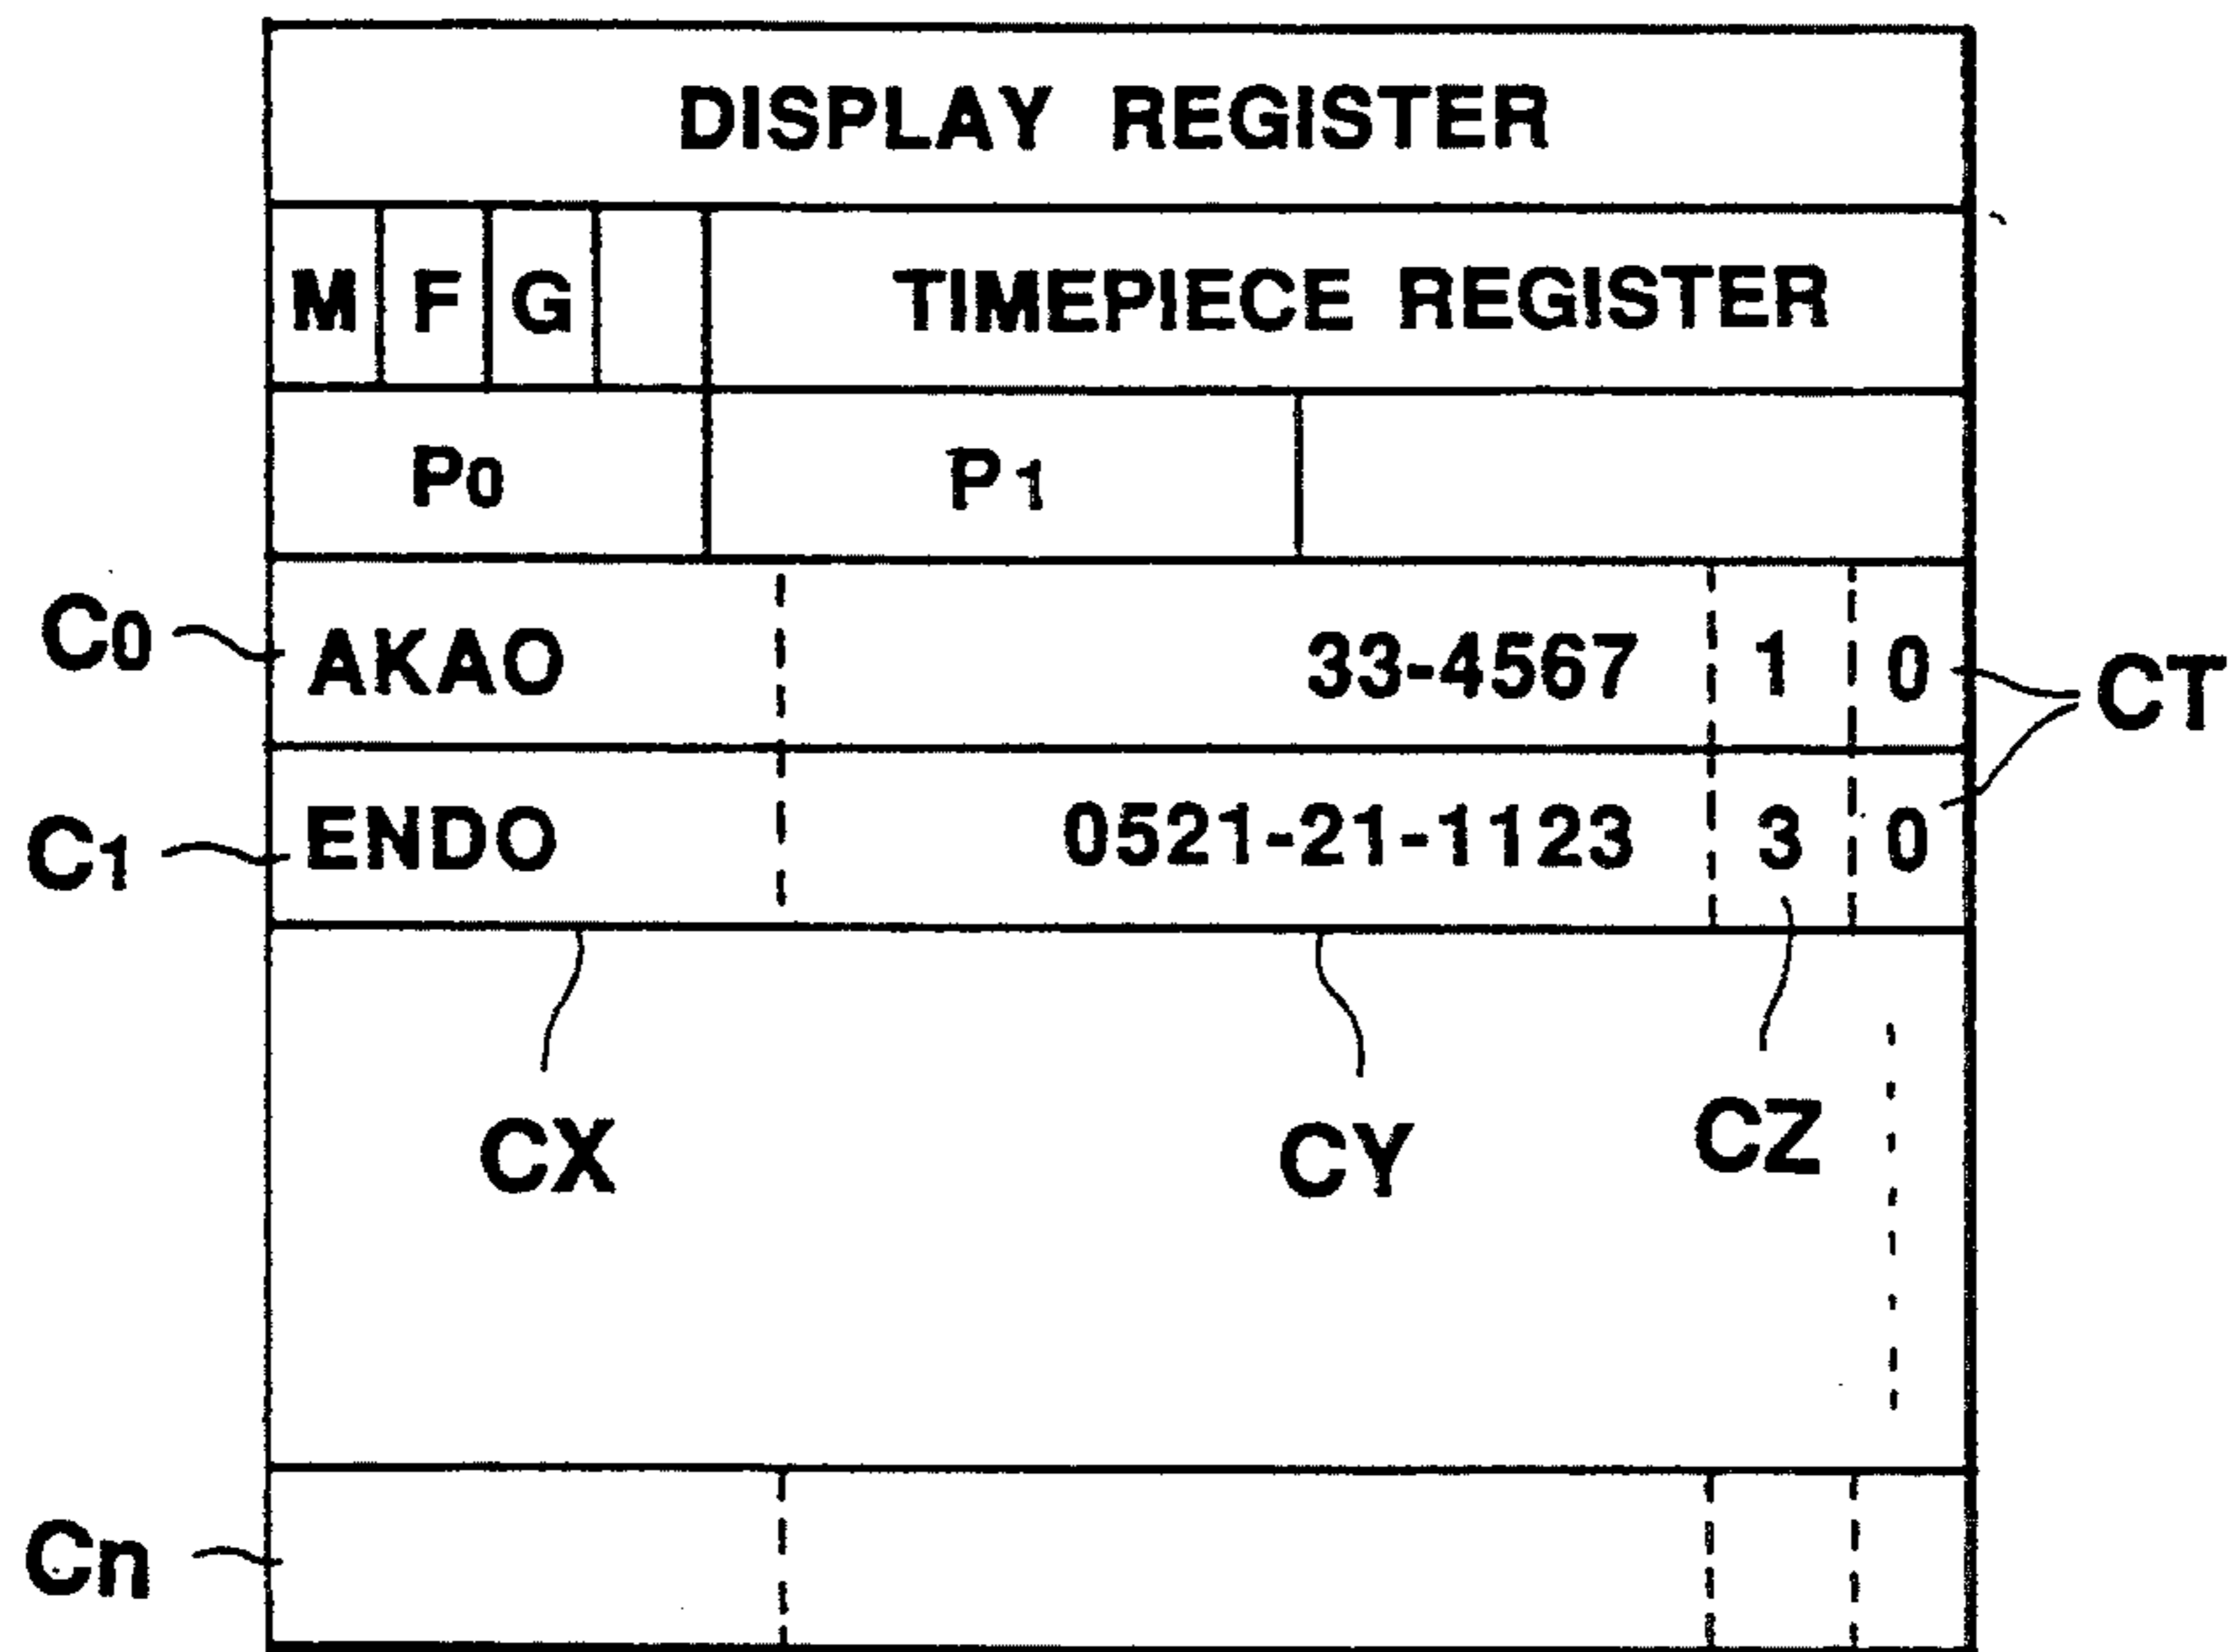 DISPLAY REGISTER
M F G TIMEPIECE REGISTER
P0 P1
C0 AKAO 33-4567 1 0 CT
C1 ENDO 0521-21-1123 3 0
CX CY CZ
Cn